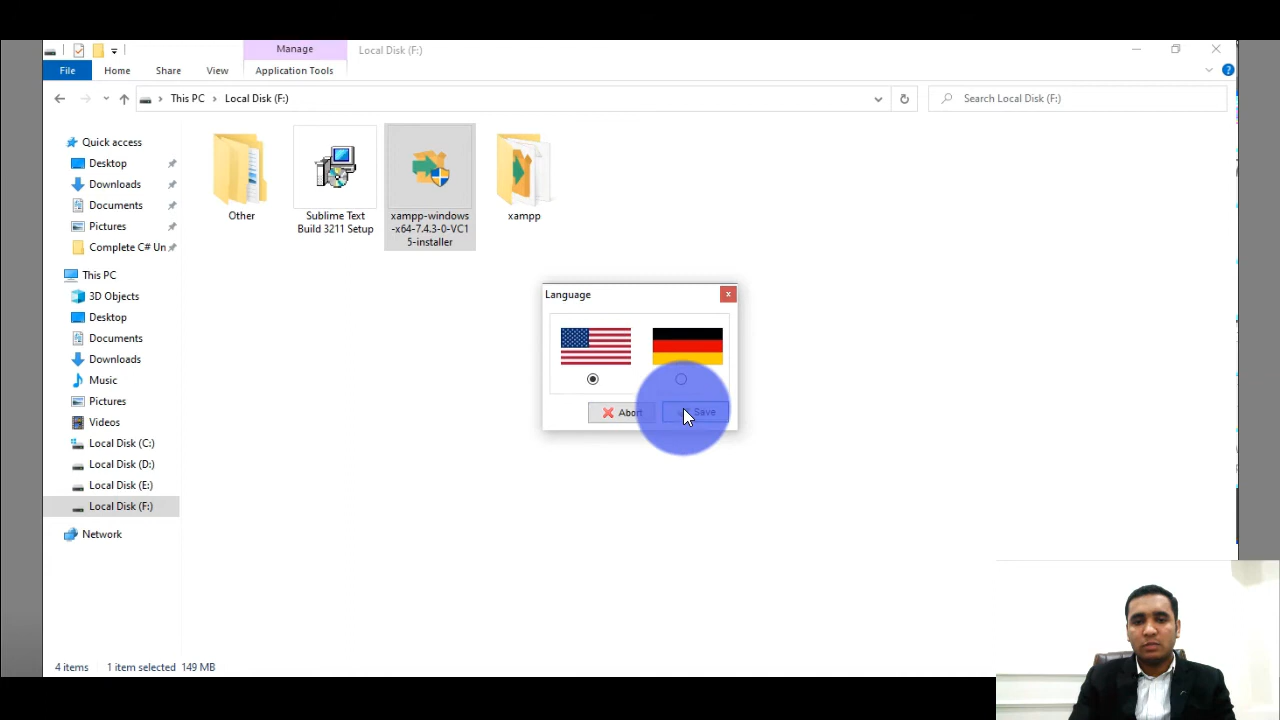 Manage
Local Disk (F:)
File
Home
Share
View
Application Tools
This PC
Local Disk (F:)
Search Local Disk (F:)
Quick access
Desktop
Downloads
Documents
Pictures
Complete C# Un
This PC
3D Objects
Desktop
Documents
Downloads
Music
Pictures
Videos
Local Disk (C:)
Local Disk (D:)
Local Disk (E:)
Local Disk (F:)
Network
Other
Sublime Text
Build 3211 Setup
xampp-windows
-x64-7.4.3-0-VC1
5-installer
xampp
Language
Abort
Save
4 items
1 item selected
149 MB